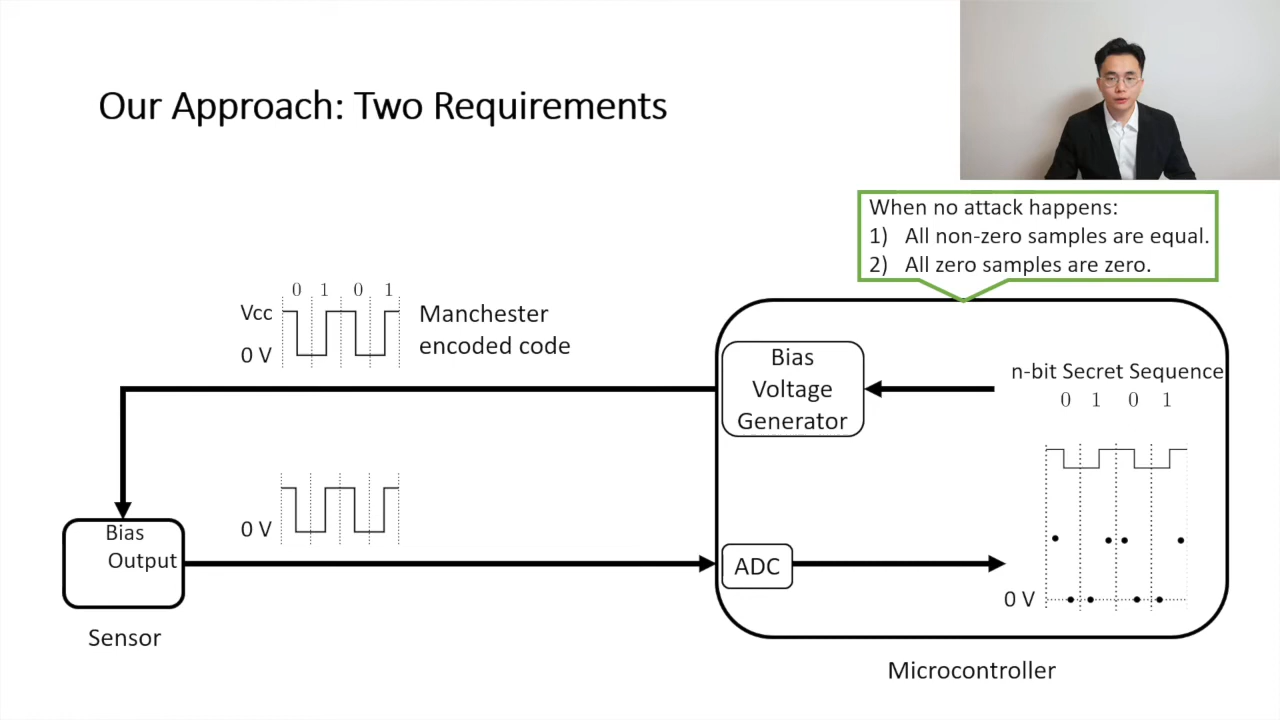 Our Approach: Two Requirements
When no attack happens:
1) All non-zero samples are equal.
2) All zero samples are zero.
0 1 0 1
Vcc
0 V
Manchester
encoded code
Bias
Voltage
Generator
n-bit Secret Sequence
0 1 0 1
0 V
Bias
Output
ADC
0 V
Sensor
Microcontroller